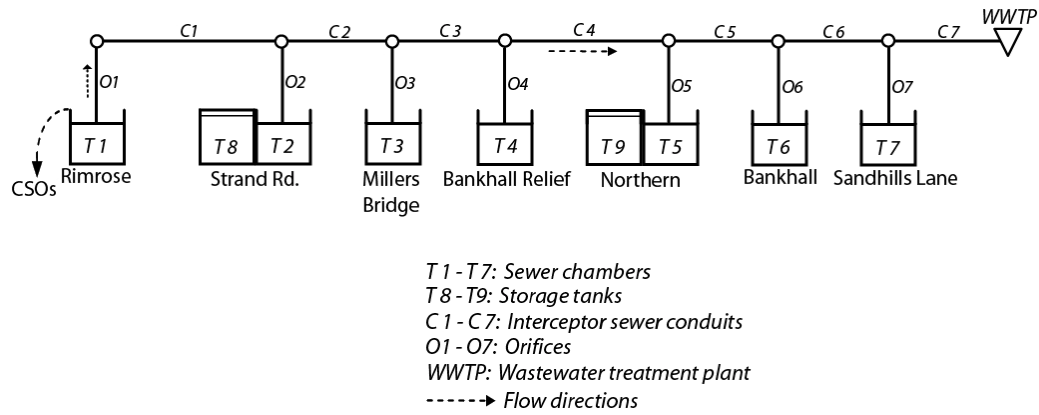 WWTP
C1 C2 C3 C4 C5 C6 C7
O1 O2 O3 O4 O5 O6 O7
T1 T8 T2 T3 T4 T9 T5 T6 T7
CSOs
Rimrose Strand Rd. Millers Bankhall Relief Northern Bankhall Sandhills Lane
Bridge
T1-T7: Sewer chambers
T8-T9: Storage tanks
C1-C7: Interceptor sewer conduits
O1-O7: Orifices
WWTP: Wastewater treatment plant
Flow directions